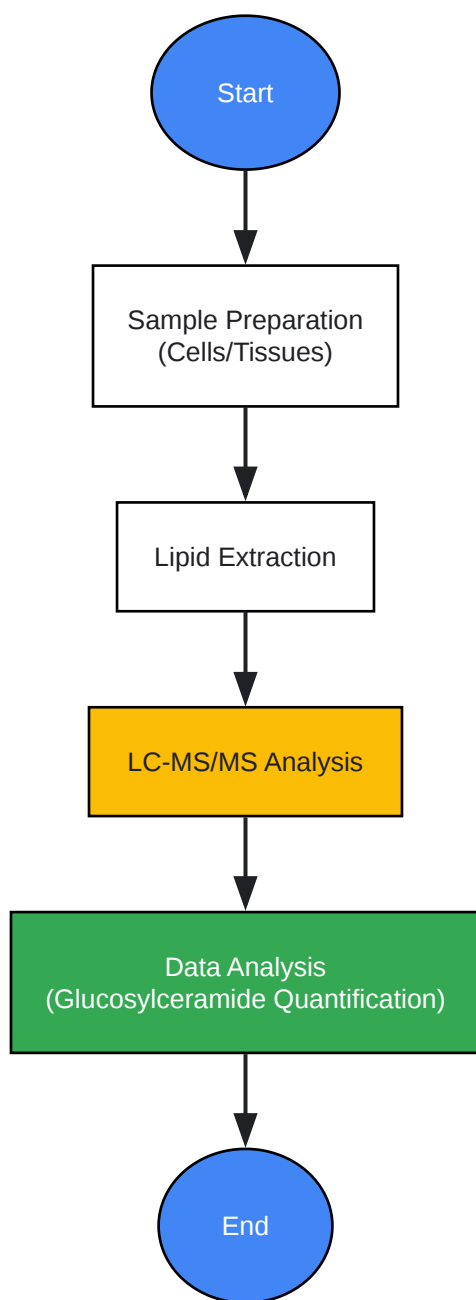 Start
Sample Preparation
(Cells/Tissues)
Lipid Extraction
LC-MS/MS Analysis
Data Analysis
(Glucosylceramide Quantification)
End